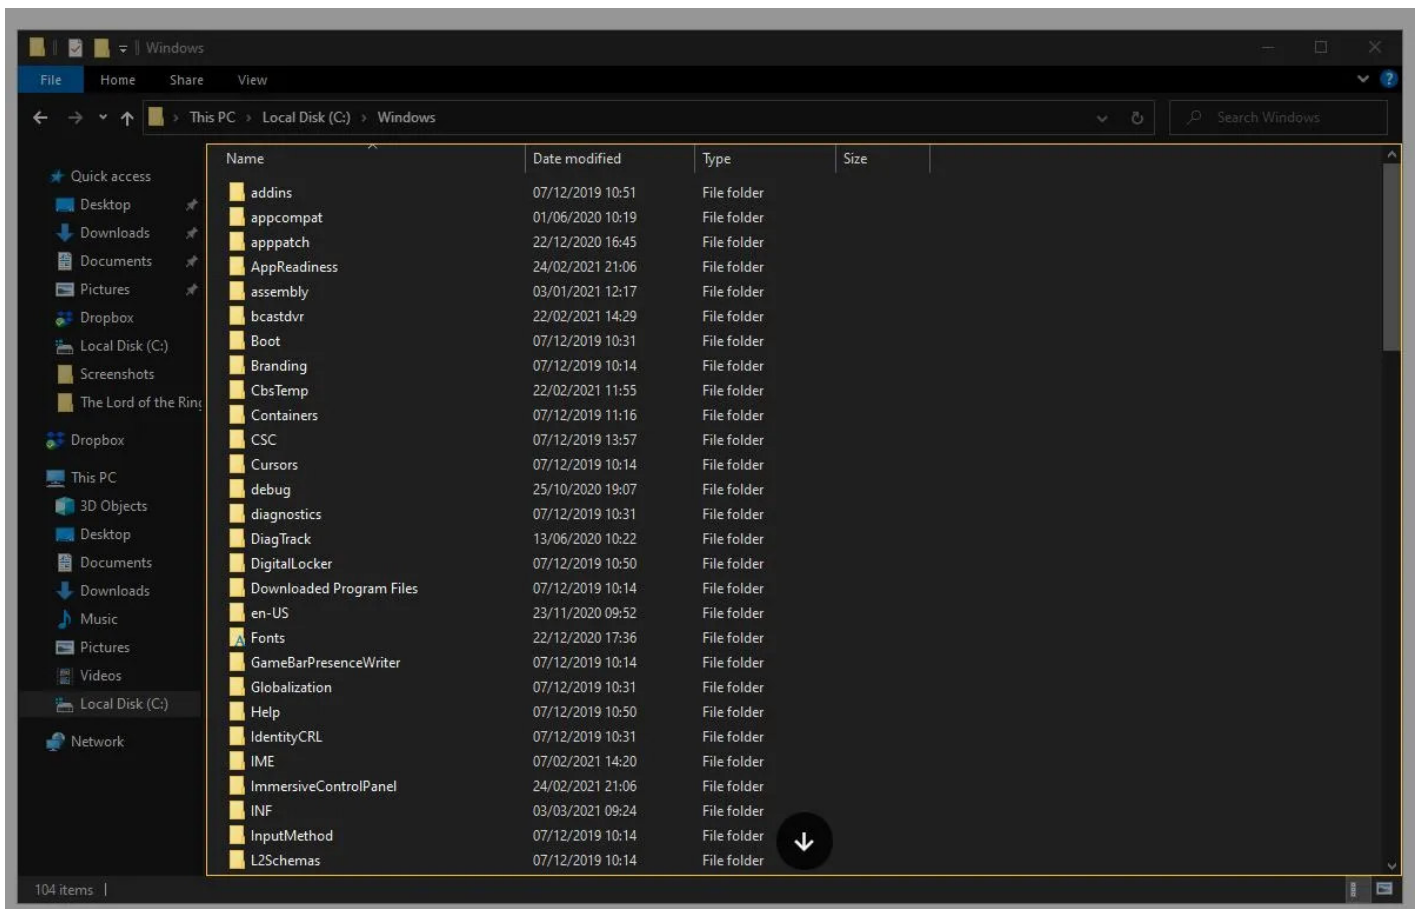 Windows
File Home Share View
This PC > Local Disk (C:) > Windows
Search Windows
Quick access
Desktop
Downloads
Documents
Pictures
Dropbox
Local Disk (C:)
Screenshots
The Lord of the Ring
Dropbox
This PC
3D Objects
Desktop
Documents
Downloads
Music
Pictures
Videos
Local Disk (C:)
Network
Name Date modified Type Size
addins 07/12/2019 10:51 File folder
appcompat 01/06/2020 10:19 File folder
apppatch 22/12/2020 16:45 File folder
AppReadiness 24/02/2021 21:06 File folder
assembly 03/01/2021 12:17 File folder
bcastdvr 22/02/2021 14:29 File folder
Boot 07/12/2019 10:31 File folder
Branding 07/12/2019 10:14 File folder
CbsTemp 22/02/2021 11:55 File folder
Containers 07/12/2019 11:16 File folder
CSC 07/12/2019 13:57 File folder
Cursors 07/12/2019 10:14 File folder
debug 25/10/2020 19:07 File folder
diagnostics 07/12/2019 10:31 File folder
DiagTrack 13/06/2020 10:22 File folder
DigitalLocker 07/12/2019 10:50 File folder
Downloaded Program Files 07/12/2019 10:14 File folder
en-US 23/11/2020 09:52 File folder
Fonts 22/12/2020 17:36 File folder
GameBarPresenceWriter 07/12/2019 10:14 File folder
Globalization 07/12/2019 10:31 File folder
Help 07/12/2019 10:50 File folder
IdentityCRL 07/12/2019 10:31 File folder
IME 07/02/2021 14:20 File folder
ImmersiveControlPanel 24/02/2021 21:06 File folder
INF 03/03/2021 09:24 File folder
InputMethod 07/12/2019 10:14 File folder
L2Schemas 07/12/2019 10:14 File folder
104 items